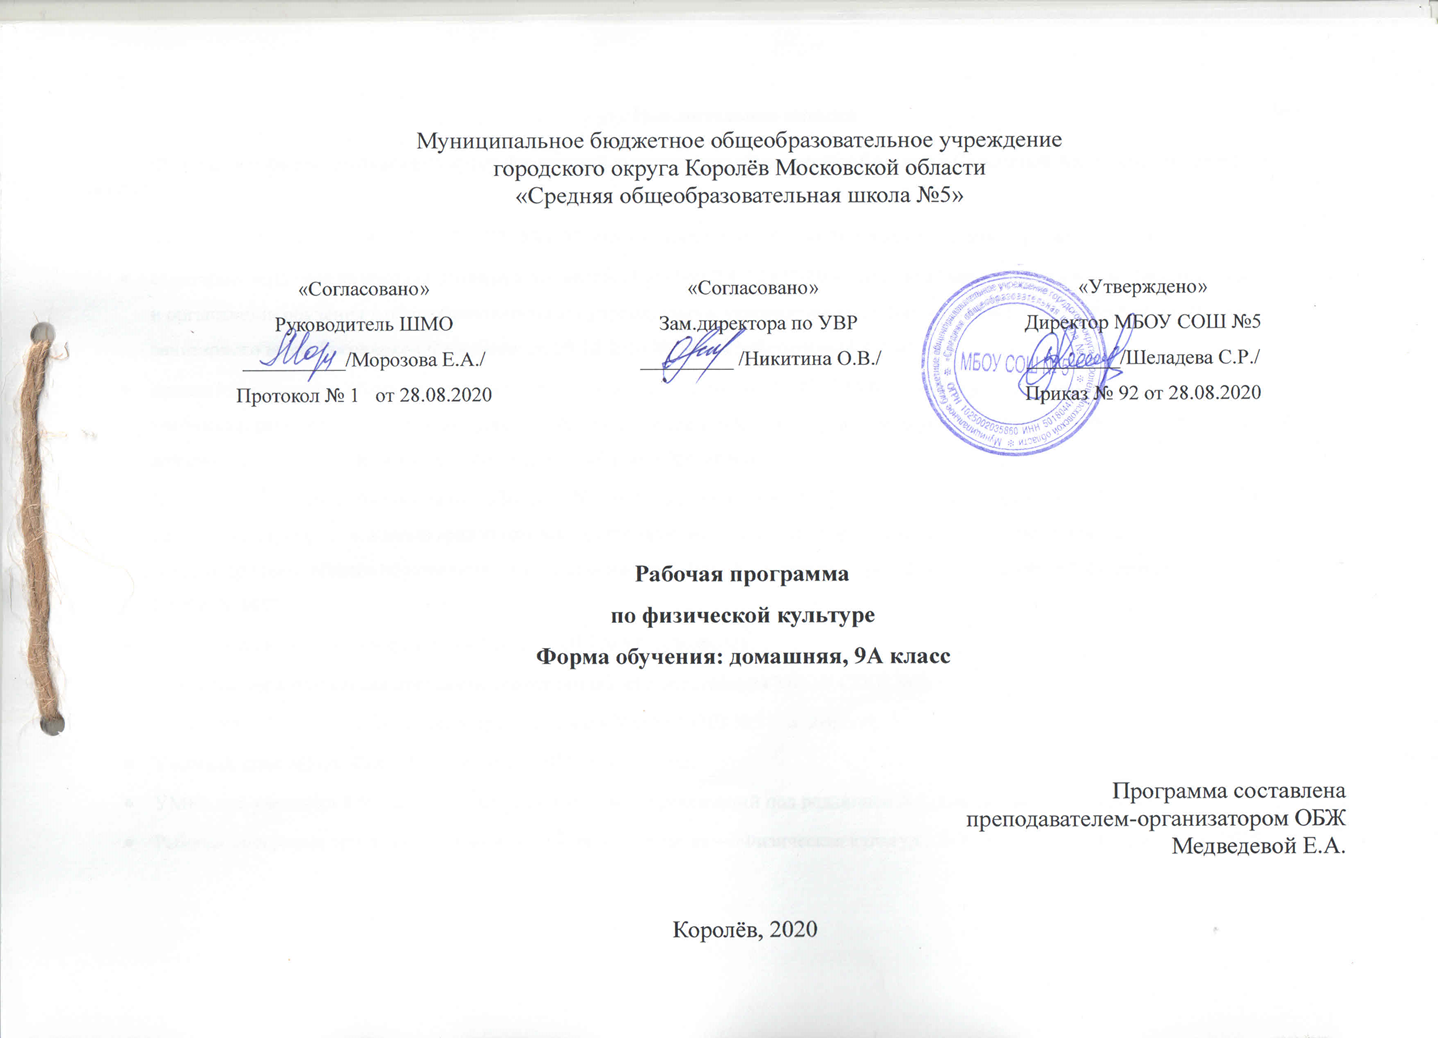 Муниципальное бюджетное общеобразовательное учреждение
городского округа Королёв Московской области
«Средняя общеобразовательная школа №5»
«Согласовано»
Руководитель ШМО
/Морозова Е.А./
Протокол № 1 от 28.08.2020
«Согласовано»
Зам.директора по УВР
/Никитина О.В./
«Утверждено»
Директор МБОУ СОШ №5
/Шеладева С.Р./
Приказ № 92 от 28.08.2020
МБОУ СОШ №5
Рабочая программа
по физической культуре
Форма обучения: домашняя, 9А класс
Программа составлена
преподавателем-организатором ОБЖ
Медведевой Е.А.
Королёв, 2020